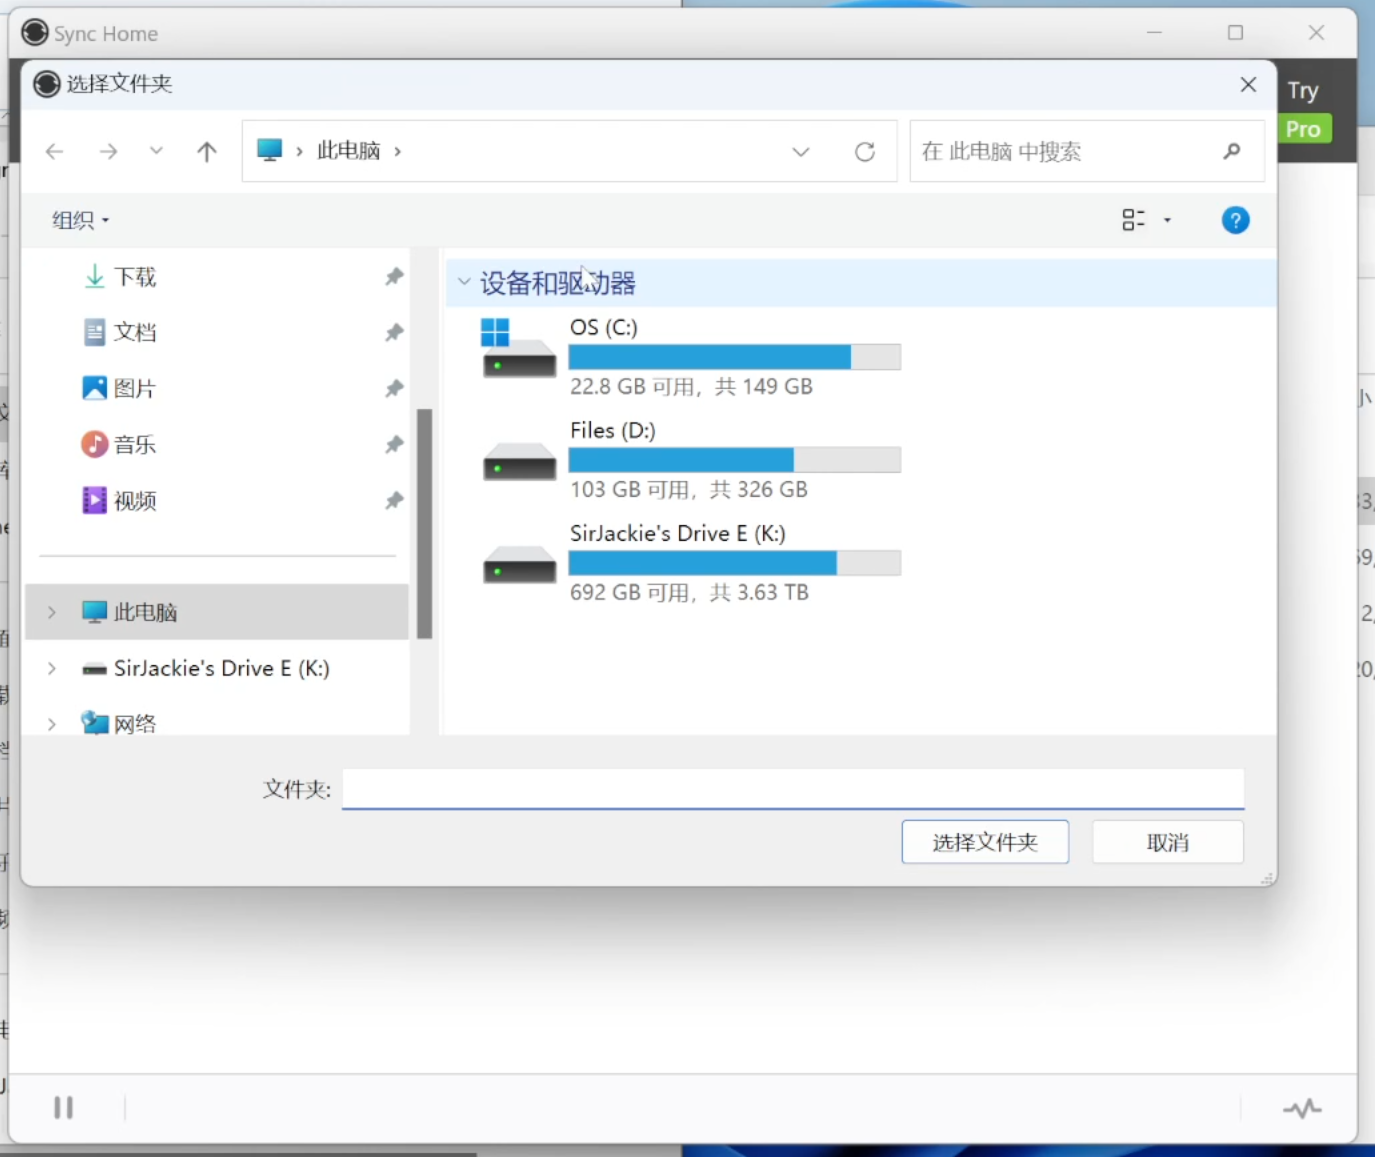 Sync Home
选择文件夹
Try
Pro
此电脑
在 此电脑 中搜索
组织
下载
文档
图片
音乐
视频
此电脑
SirJackie's Drive E (K:)
网络
设备和驱动器
OS (C:)
22.8 GB 可用，共 149 GB
Files (D:)
103 GB 可用，共 326 GB
SirJackie's Drive E (K:)
692 GB 可用，共 3.63 TB
文件夹:
选择文件夹
取消